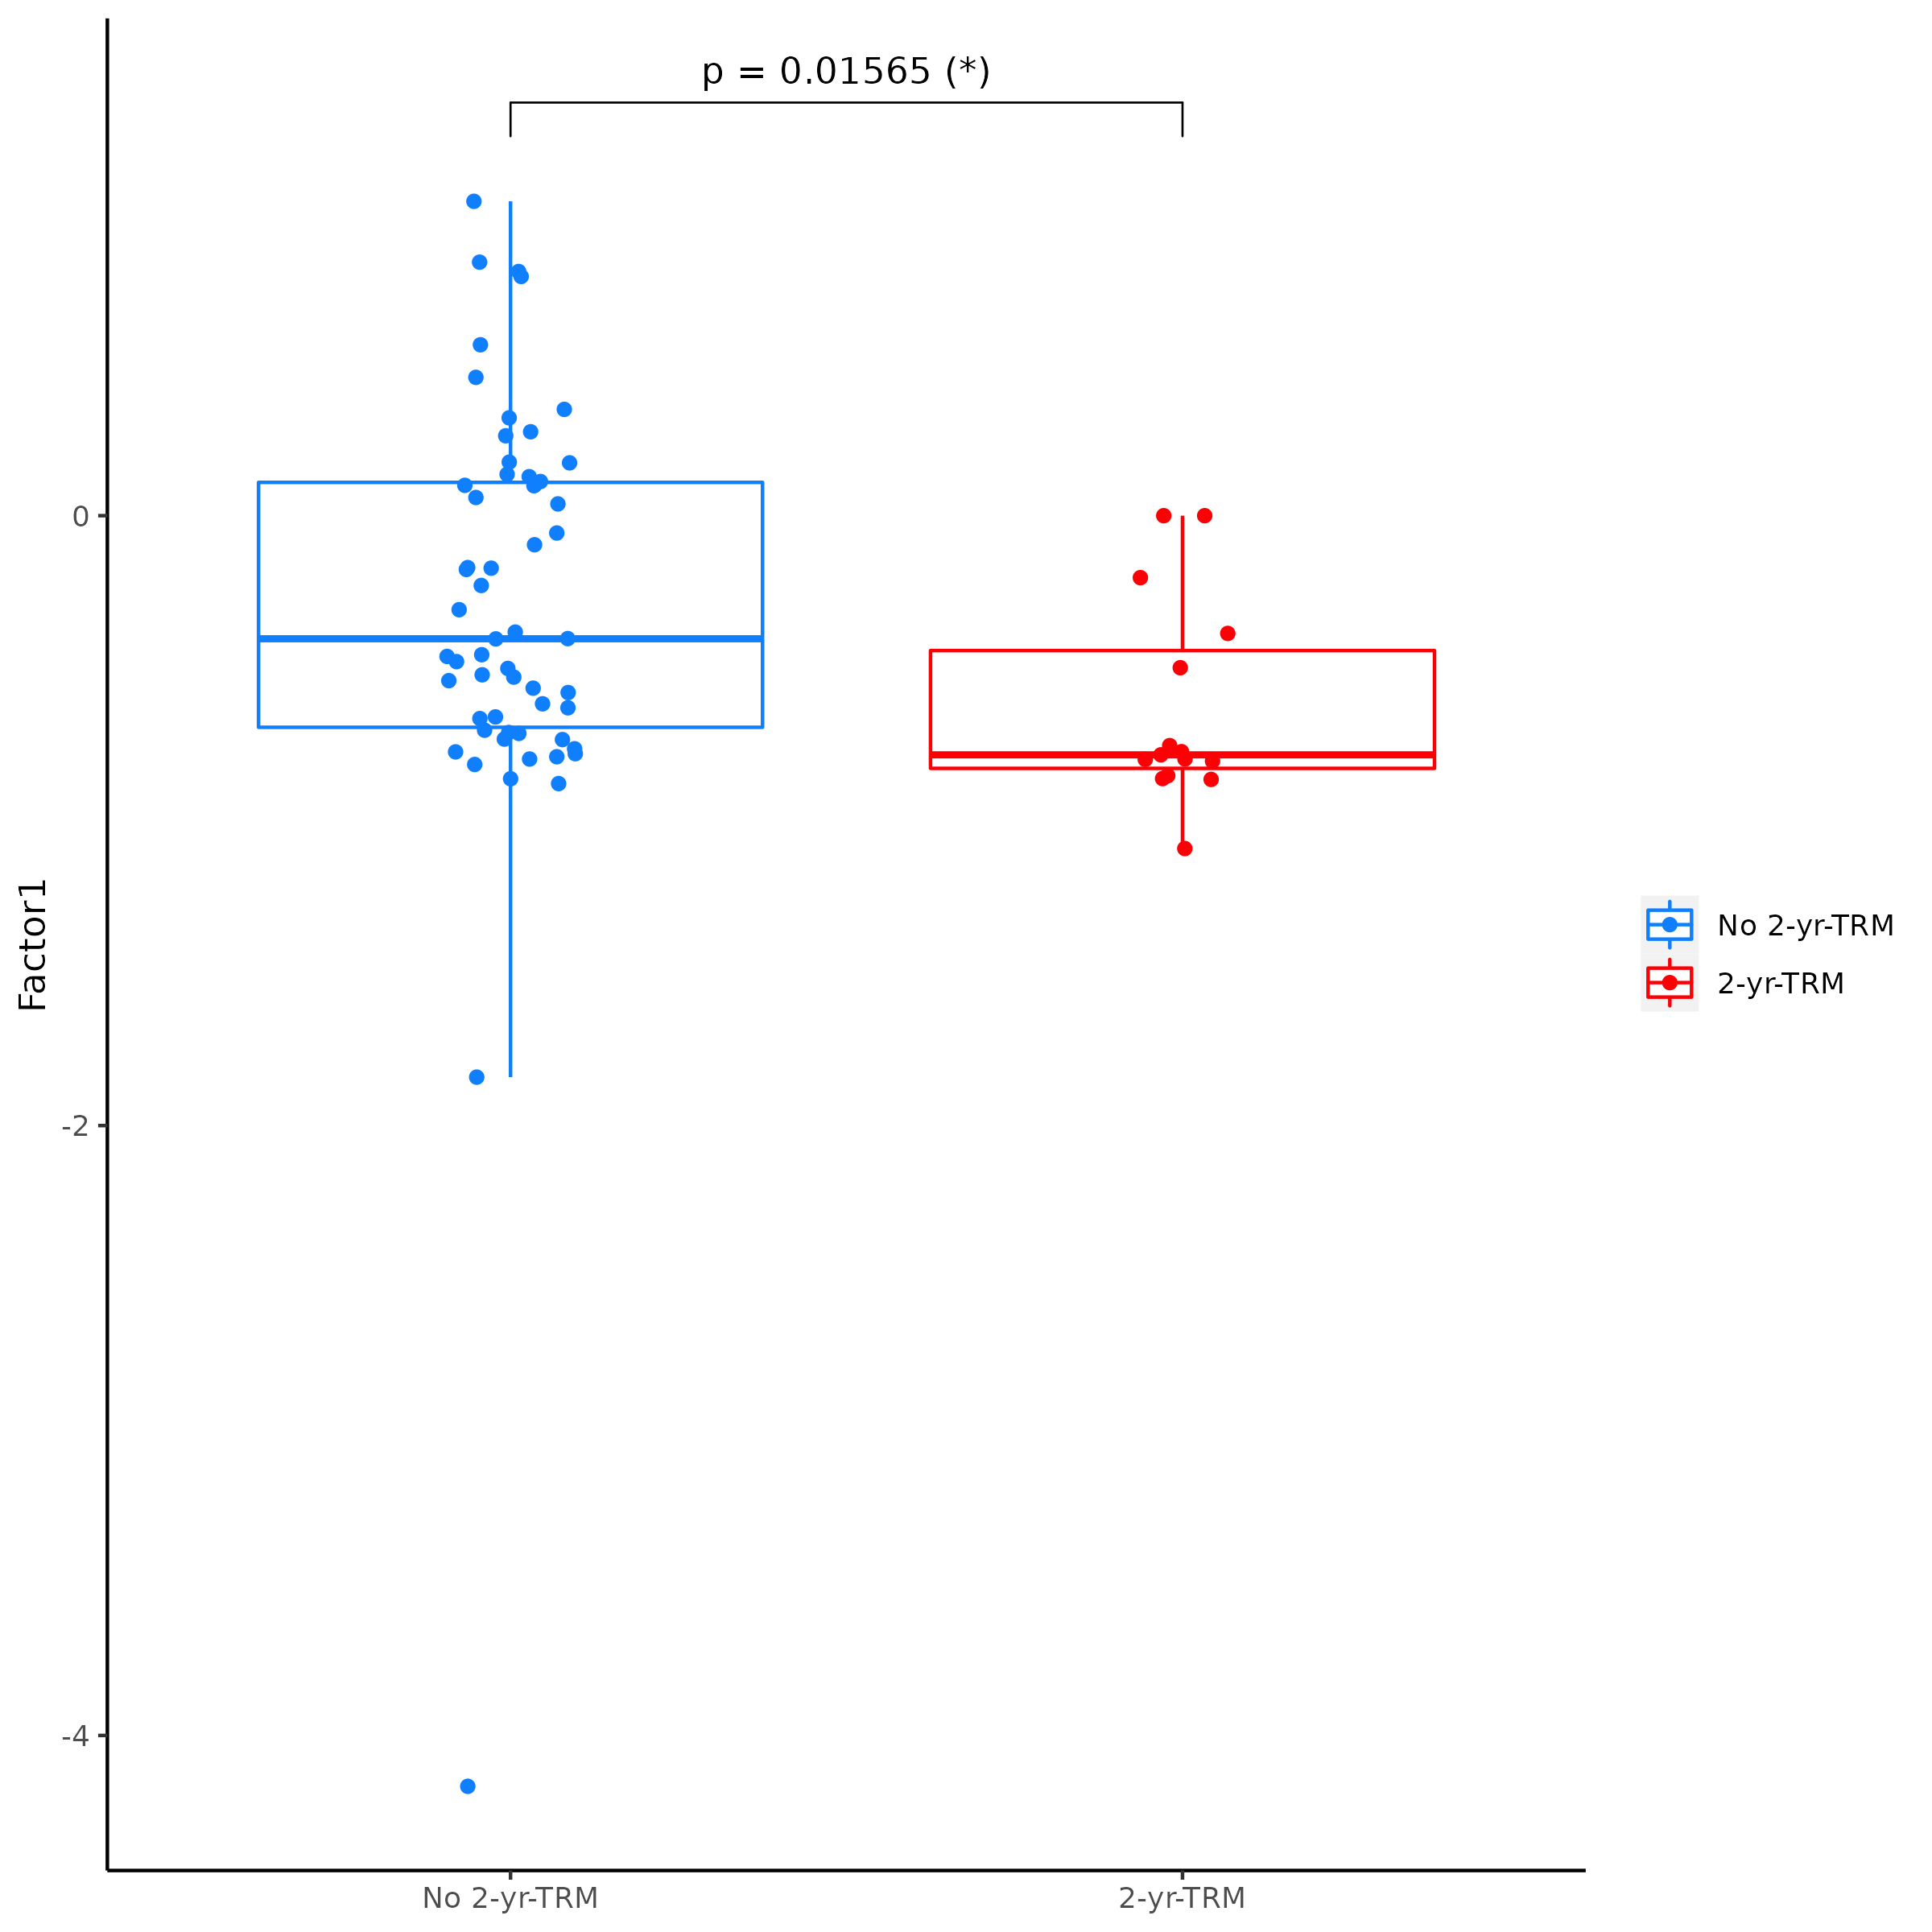 p = 0.01565 (*)
Factor1
0
-2
-4
No 2-yr-TRM
2-yr-TRM
No 2-yr-TRM
2-yr-TRM